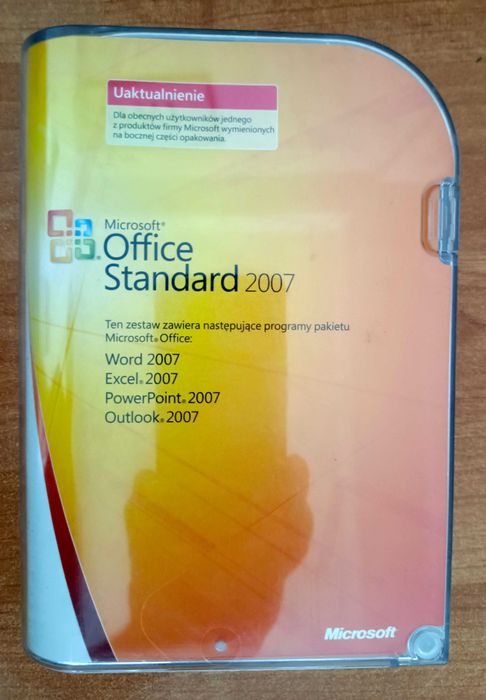 Uaktualnienie
Dla obecnych użytkowników jednego
z produktów firmy Microsoft wymienionych
na bocznej części opakowania.
Microsoft®
Office
Standard 2007
Ten zestaw zawiera następujące programy pakietu
Microsoft® Office:
Word 2007
Excel® 2007
PowerPoint® 2007
Outlook® 2007
Microsoft